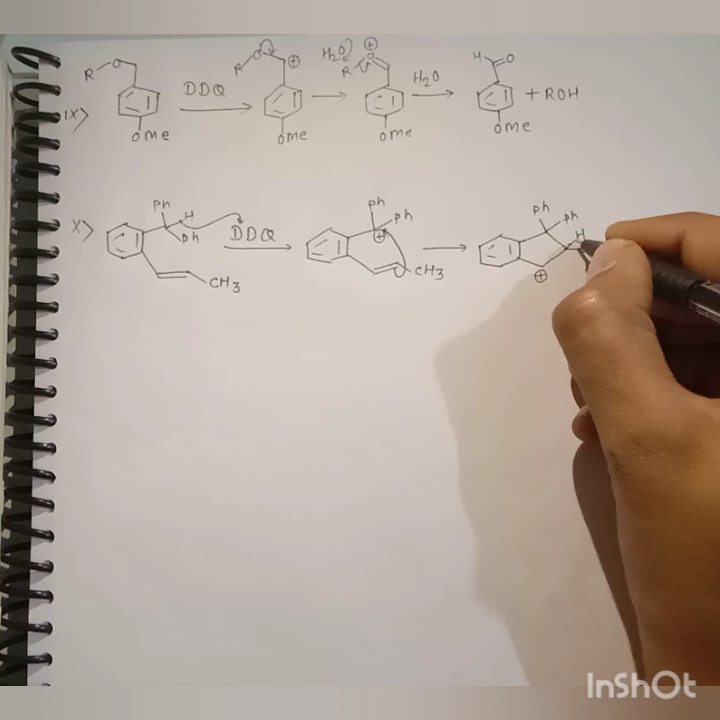 R-O H2O ⊕ H O
R O ⊕ R O
IX> DDQ H2O + ROH
OMe OMe OMe OMe
Ph Ph Ph
X> H Ph Ph Ph
Ph DDQ ⊕ H
CH3 CH3 ⊕
InShOt